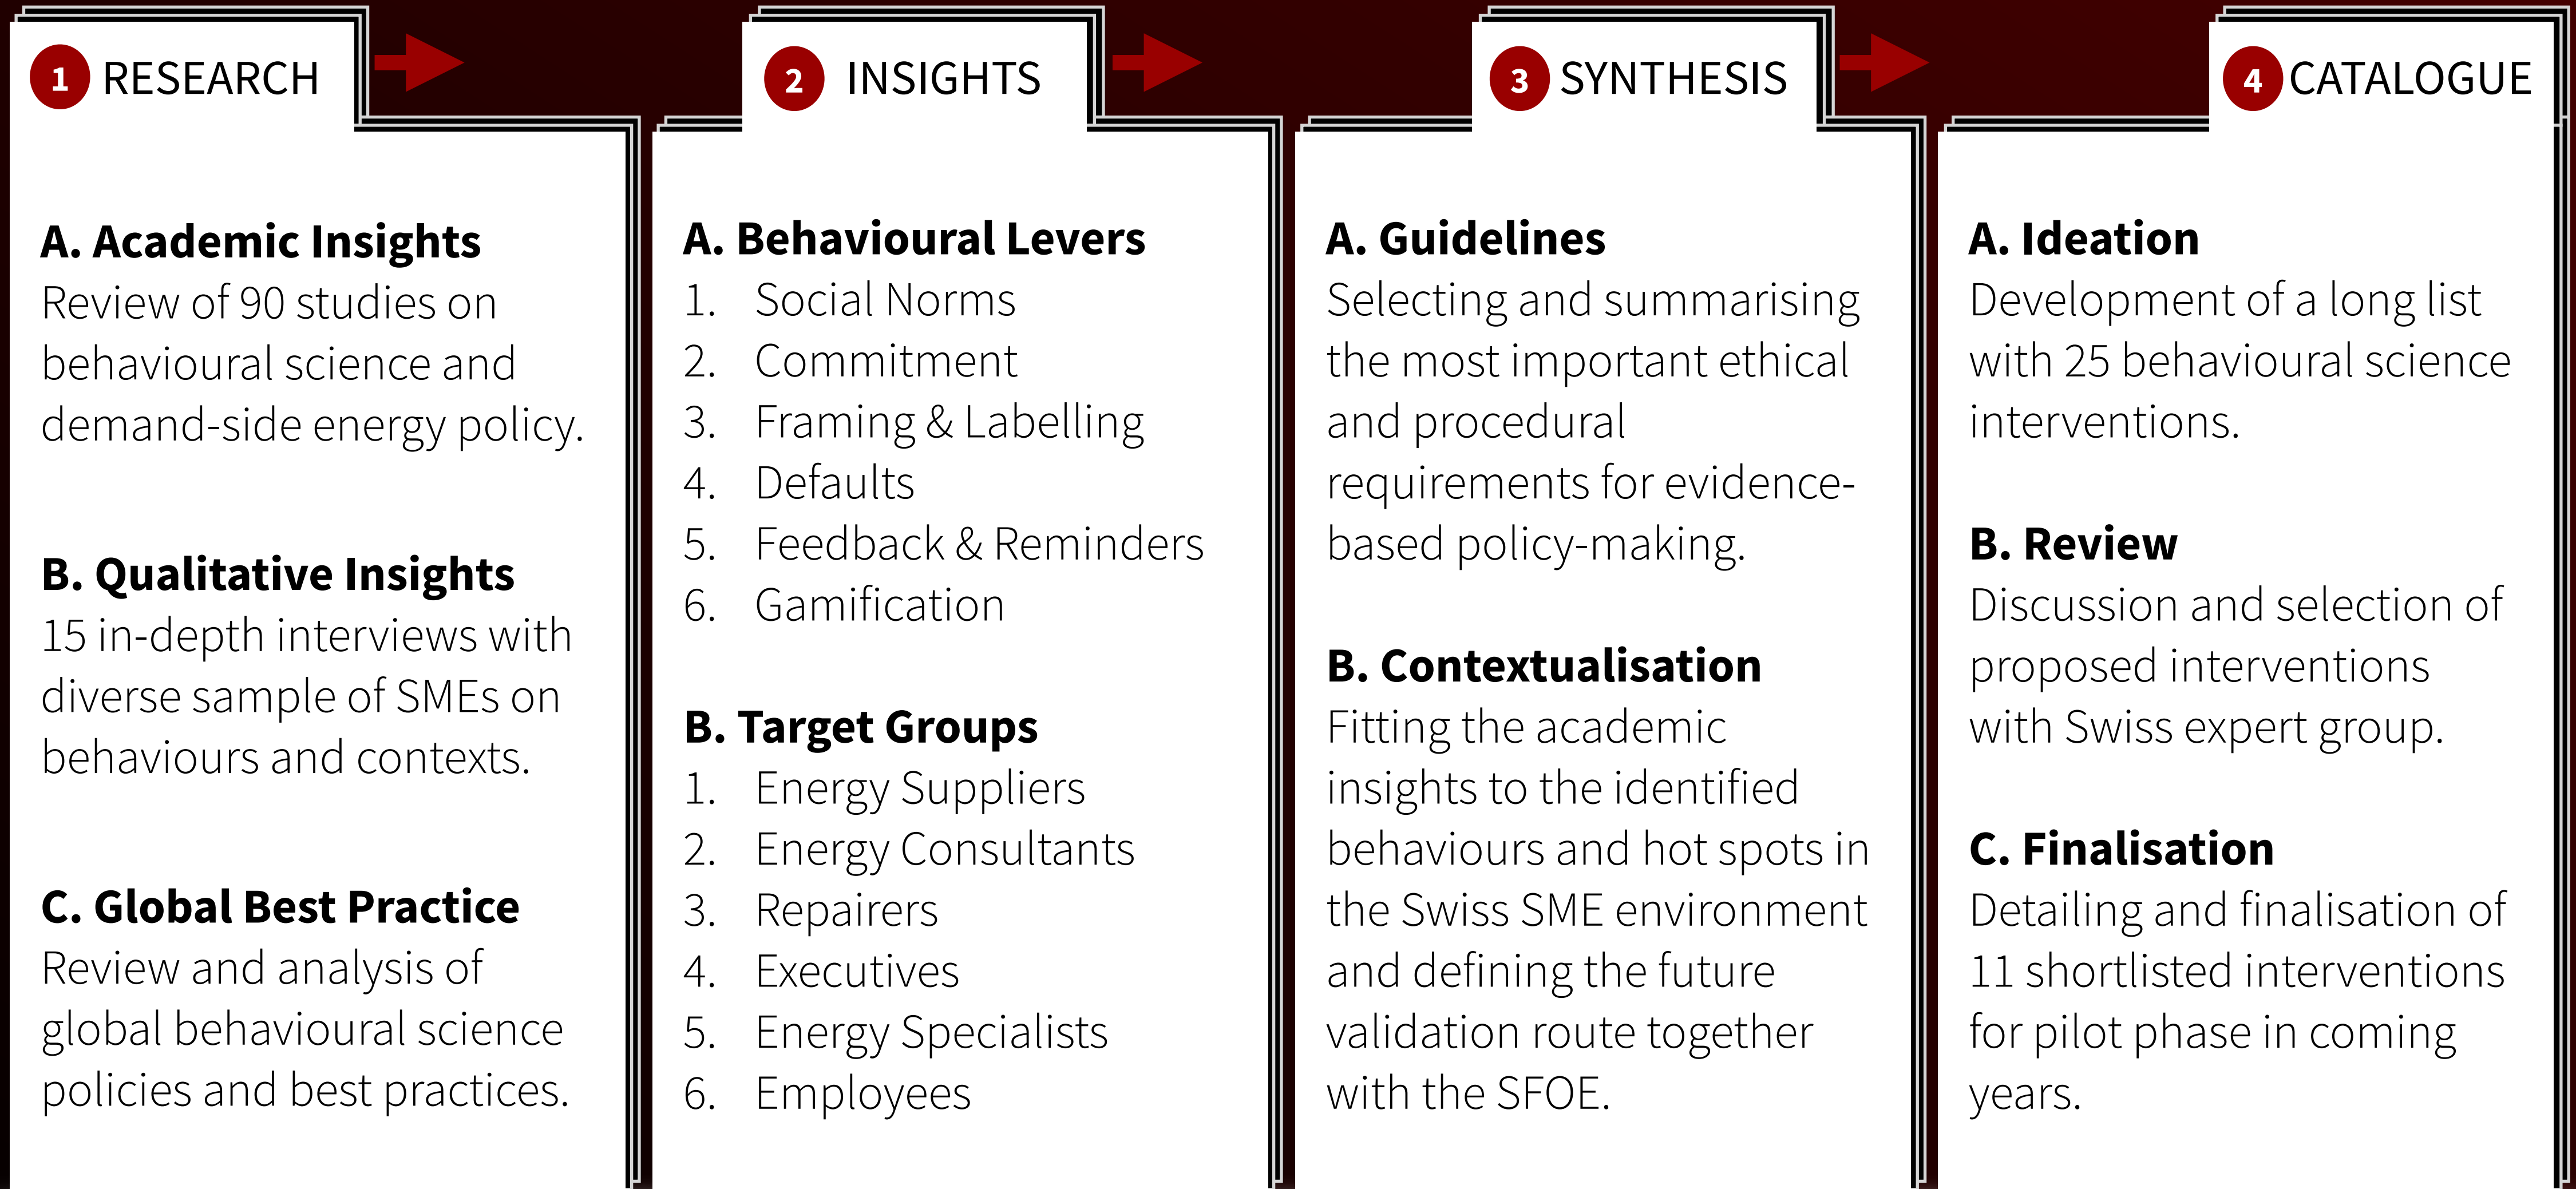 1 RESEARCH
A. Academic Insights
Review of 90 studies on
behavioural science and
demand-side energy policy.
B. Qualitative Insights
15 in-depth interviews with
diverse sample of SMEs on
behaviours and contexts.
C. Global Best Practice
Review and analysis of
global behavioural science
policies and best practices.
2 INSIGHTS
A. Behavioural Levers
1. Social Norms
2. Commitment
3. Framing & Labelling
4. Defaults
5. Feedback & Reminders
6. Gamification
B. Target Groups
1. Energy Suppliers
2. Energy Consultants
3. Repairers
4. Executives
5. Energy Specialists
6. Employees
3 SYNTHESIS
A. Guidelines
Selecting and summarising
the most important ethical
and procedural
requirements for evidence-
based policy-making.
B. Contextualisation
Fitting the academic
insights to the identified
behaviours and hot spots in
the Swiss SME environment
and defining the future
validation route together
with the SFOE.
4 CATALOGUE
A. Ideation
Development of a long list
with 25 behavioural science
interventions.
B. Review
Discussion and selection of
proposed interventions
with Swiss expert group.
C. Finalisation
Detailing and finalisation of
11 shortlisted interventions
for pilot phase in coming
years.